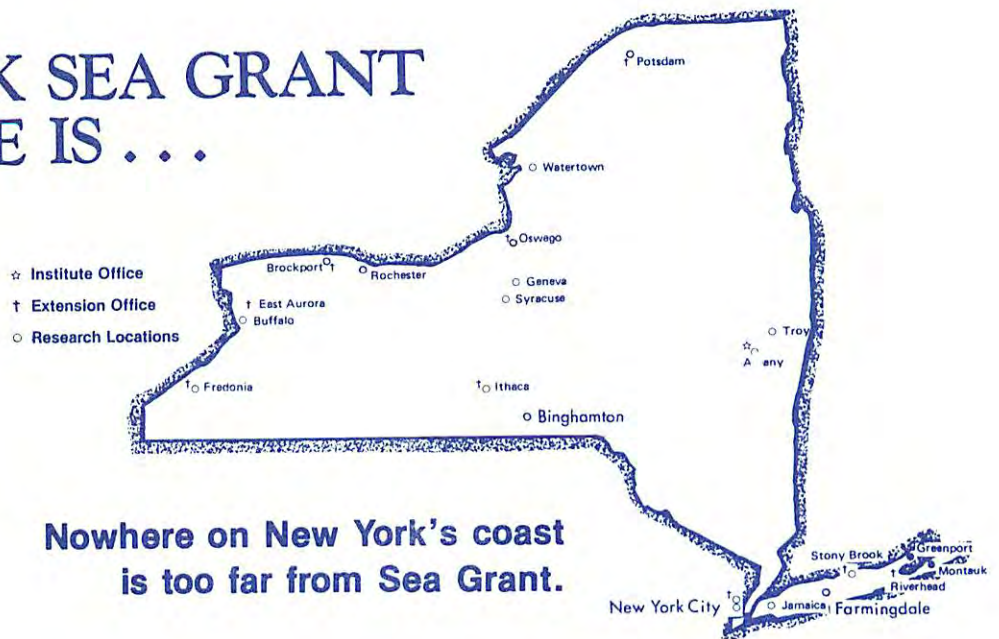 K SEA GRANT
E IS . . .
☆ Institute Office
† Extension Office
○ Research Locations
Potsdam
Watertown
Oswego
Brockport
Rochester
Geneva
Syracuse
East Aurora
Buffalo
Troy
A any
Fredonia
Ithaca
Binghamton
Nowhere on New York's coast
is too far from Sea Grant.
Stony Brook
Greenport
Montauk
Riverhead
New York City
Jamaica
Farmingdale